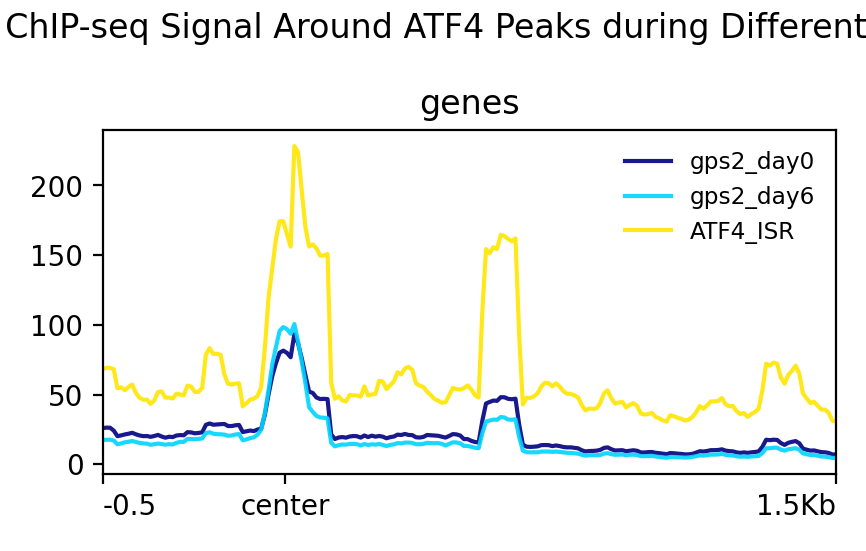 ChIP-seq Signal Around ATF4 Peaks during Different
genes
gps2_day0
gps2_day6
ATF4_ISR
200
150
100
50
0
-0.5
center
1.5Kb